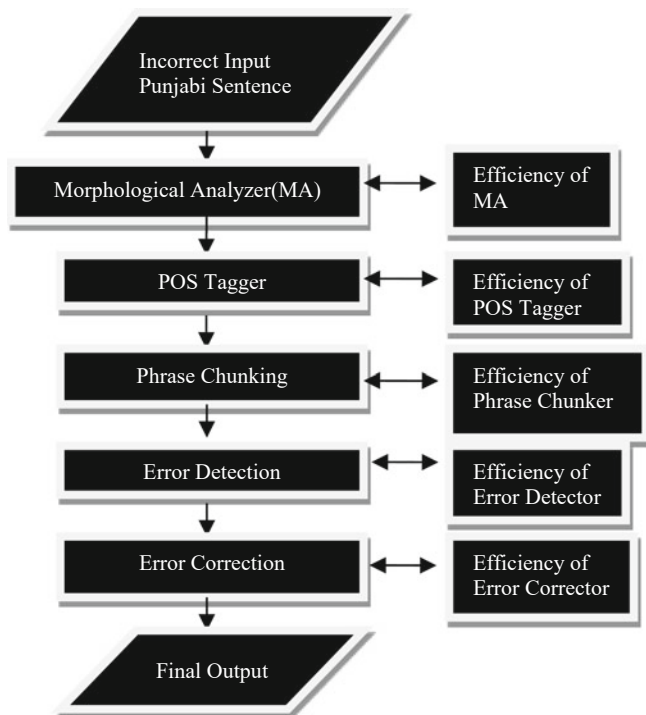 Incorrect Input
Punjabi Sentence
Morphological Analyzer(MA)
Efficiency of
MA
POS Tagger
Efficiency of
POS Tagger
Phrase Chunking
Efficiency of
Phrase Chunker
Error Detection
Efficiency of
Error Detector
Error Correction
Efficiency of
Error Corrector
Final Output